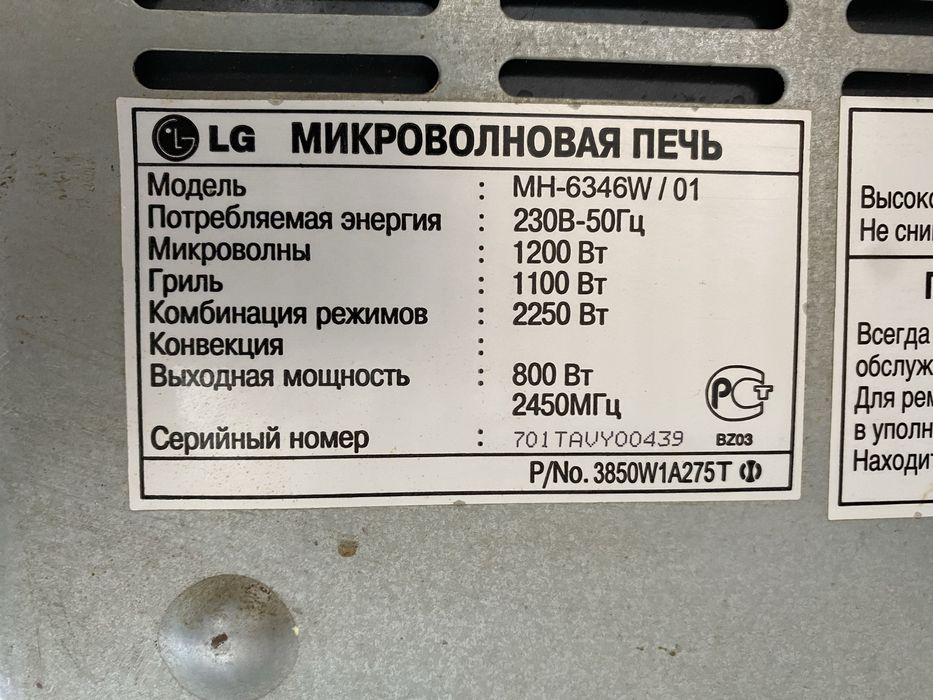 LG МИКРОВОЛНОВАЯ ПЕЧЬ
Модель : MH-6346W / 01
Потребляемая энергия : 230В-50Гц
Микроволны : 1200 Вт
Гриль : 1100 Вт
Комбинация режимов : 2250 Вт
Конвекция :
Выходная мощность : 800 Вт
2450МГц
Серийный номер : 701TAVY00439
РСТ
BZ03
P/No. 3850W1A275T
Высоко
Не сни
Всегда
обслуж
Для рем
в уполн
Находит